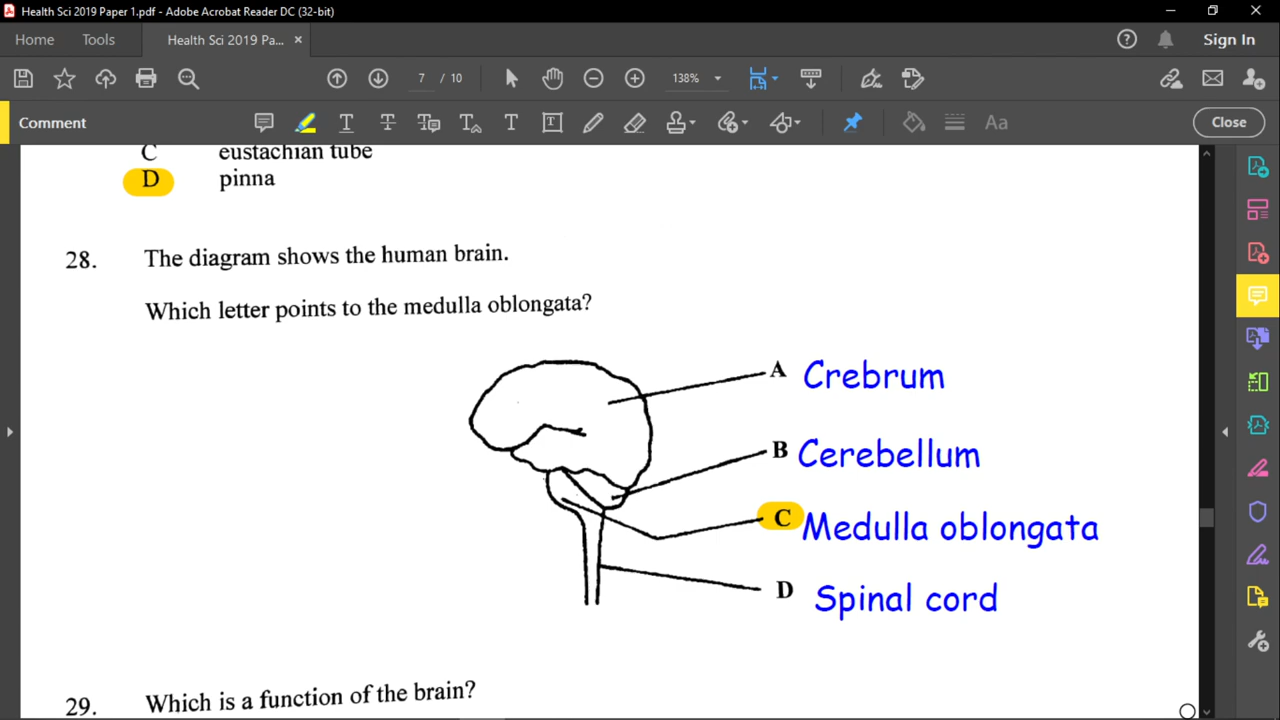 Health Sci 2019 Paper 1.pdf - Adobe Acrobat Reader DC (32-bit)
Home Tools Health Sci 2019 Pa... × Sign In
7 / 10 138%
Comment Close
C eustachian tube
D pinna
28. The diagram shows the human brain.
Which letter points to the medulla oblongata?
A Crebrum
B Cerebellum
C Medulla oblongata
D Spinal cord
29. Which is a function of the brain?